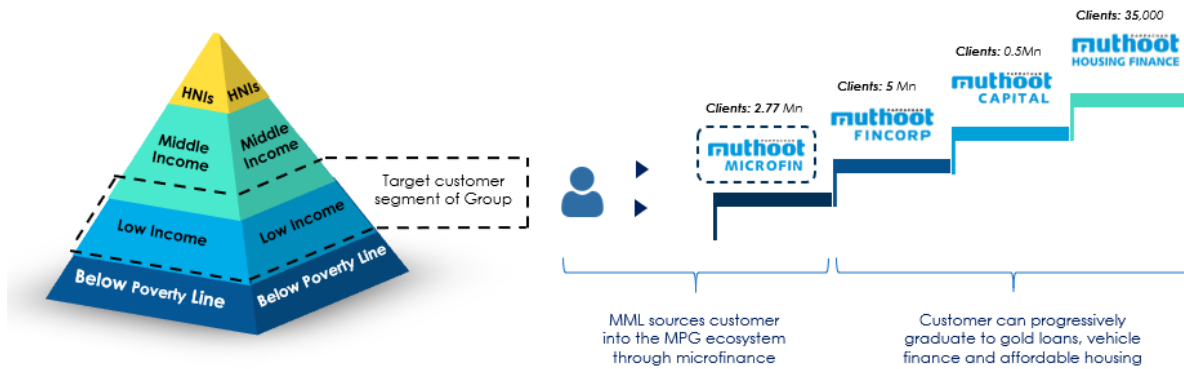 HNIs
HNIs
Middle
Income
Middle
Income
Low Income
Low Income
Below Poverty Line
Below Poverty Line
Target customer
segment of Group
Clients: 2.77 Mn
muthoot
MICROFIN
Clients: 5 Mn
PAPPACHAN
muthoot
FINCORP
Clients: 0.5Mn
PAPPACHAN
muthoot
CAPITAL
Clients: 35,000
PAPPACHAN
muthoot
HOUSING FINANCE
MML sources customer
into the MPG ecosystem
through microfinance
Customer can progressively
graduate to gold loans, vehicle
finance and affordable housing